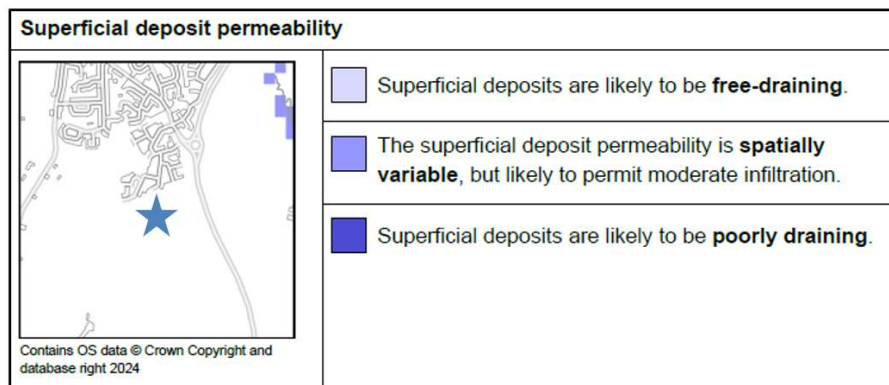 Superficial deposit permeability
Superficial deposits are likely to be free-draining.
The superficial deposit permeability is spatially
variable, but likely to permit moderate infiltration.
Superficial deposits are likely to be poorly draining.
Contains OS data © Crown Copyright and
database right 2024